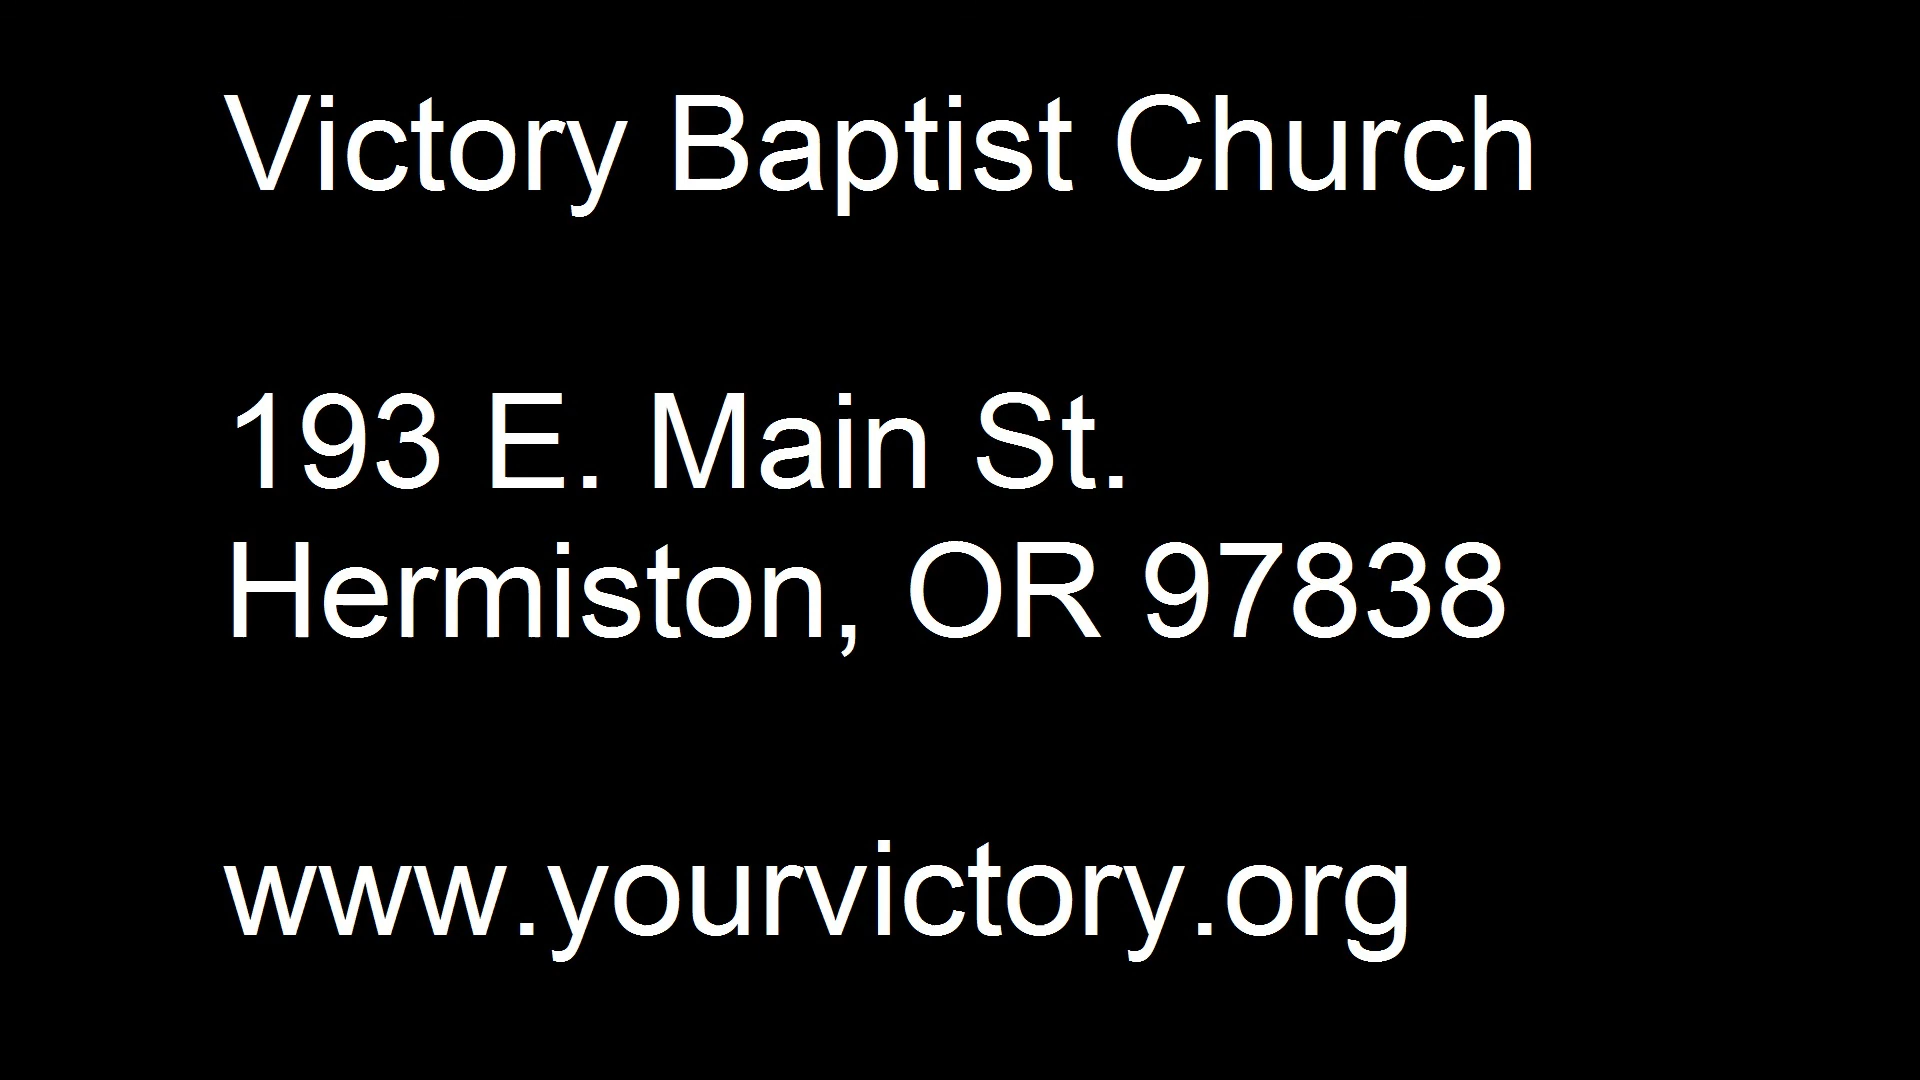 Victory Baptist Church
193 E. Main St.
Hermiston, OR 97838
www.yourvictory.org